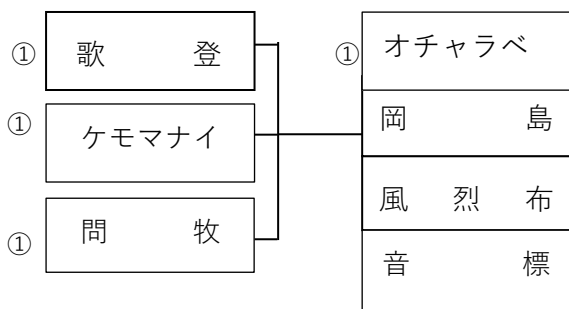 ① 歌 登
① ケモマナイ
① 問 牧
① オチャラベ
岡 島
風 烈 布
音 標